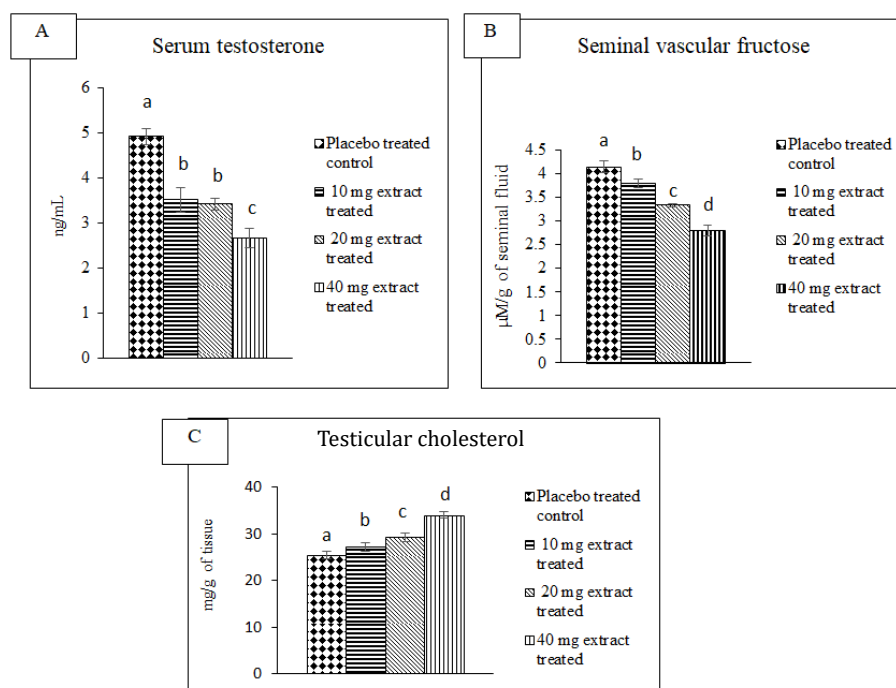 A
Serum testosterone
6
5
4
3
2
1
0
ng/mL
a
b
b
c
Placebo treated
control
10 mg extract
treated
20 mg extract
treated
40 mg extract
treated
B
Seminal vascular fructose
4.5
4
3.5
3
2.5
2
1.5
1
0.5
0
µM/g of seminal fluid
a
b
c
d
Placebo treated
control
10 mg extract
treated
20 mg extract
treated
40 mg extract
treated
C
Testicular cholesterol
40
30
20
10
0
mg/g of tissue
a
b
c
d
Placebo treated
control
10 mg extract
treated
20 mg extract
treated
40 mg extract
treated